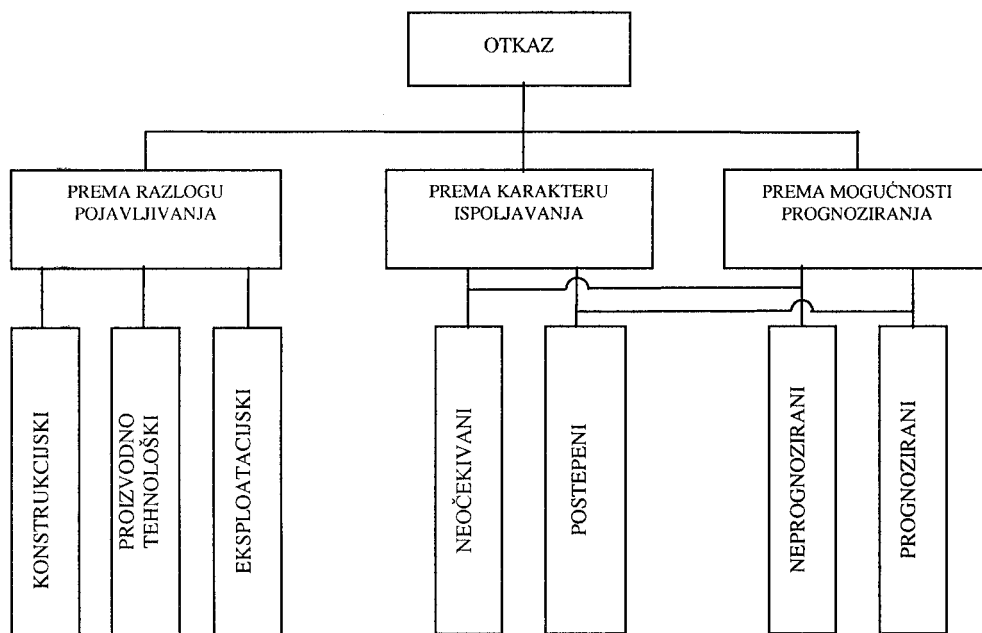 OTKAZ
PREMA RAZLOGU
POJAVLJIVANJA
PREMA KARAKTERU
ISPOLJAVANJA
PREMA MOGUĆNOSTI
PROGNOZIRANJA
KONSTRUKCIJSKI
PROIZVODNO
TEHNOLOŠKI
EKSPLOATACIJSKI
NEOČEKIVANI
POSTEPENI
NEPROGNOZIRANI
PROGNOZIRANI